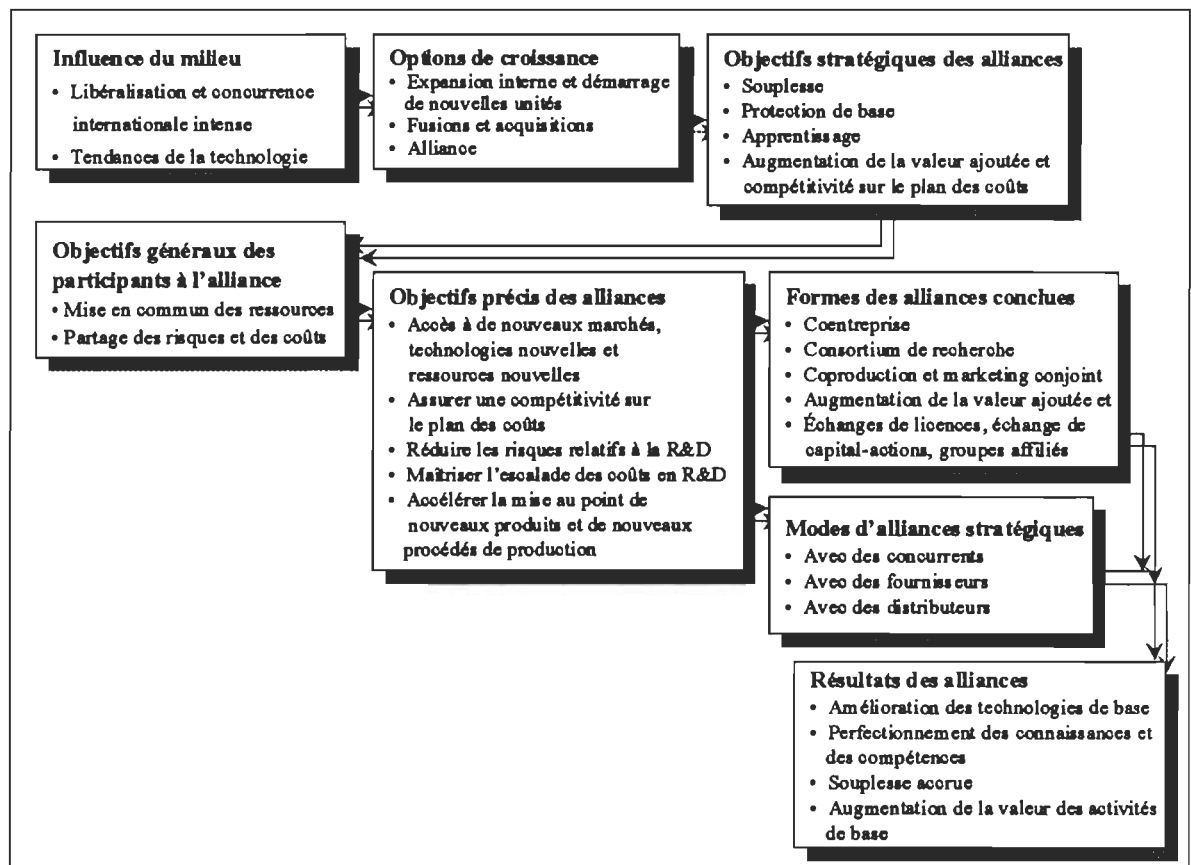 Influence du milieu
• Libéralisation et concurrence
internationale intense
• Tendances de la technologie
Options de croissance
• Expansion interne et démarrage
de nouvelles unités
• Fusions et acquisitions
• Alliance
Objectifs stratégiques des alliances
• Souplesse
• Protection de base
• Apprentissage
• Augmentation de la valeur ajoutée et
compétitivité sur le plan des coûts
Objectifs généraux des
participants à l'alliance
• Mise en commun des ressources
• Partage des risques et des coûts
Objectifs précis des alliances
• Accès à de nouveaux marchés,
technologies nouvelles et
ressources nouvelles
• Assurer une compétitivité sur
le plan des coûts
• Réduire les risques relatifs à la R&D
• Maîtriser l'escalade des coûts en R&D
• Accélérer la mise au point de
nouveaux produits et de nouveaux
procédés de production
Formes des alliances conclues
• Coentreprise
• Consortium de recherche
• Coproduction et marketing conjoint
• Augmentation de la valeur ajoutée et
• Échanges de licences, échange de
capital-actions, groupes affiliés
Modes d'alliances stratégiques
• Avec des concurrents
• Avec des fournisseurs
• Avec des distributeurs
Résultats des alliances
• Amélioration des technologies de base
• Perfectionnement des connaissances et
des compétences
• Souplesse accrue
• Augmentation de la valeur des activités
de base